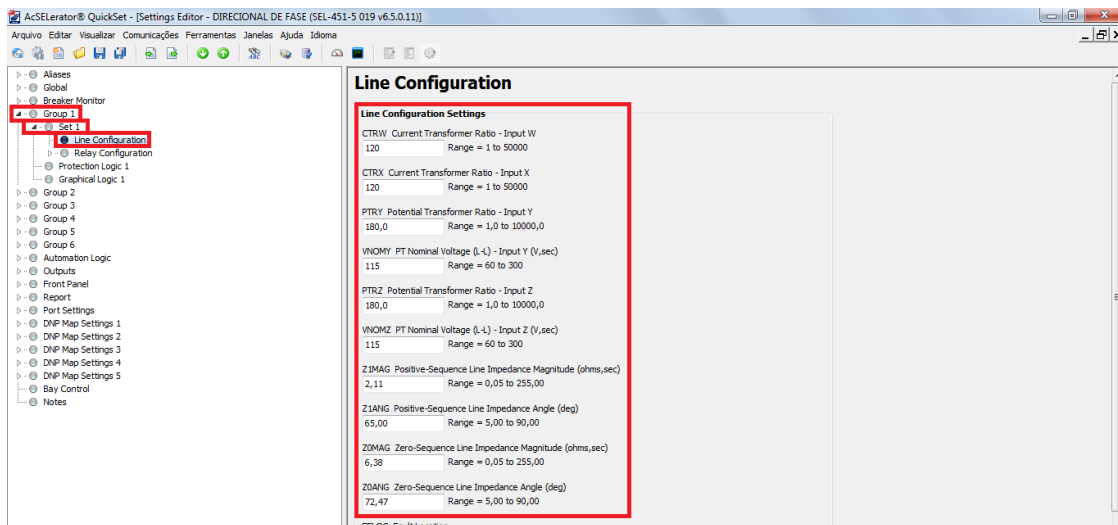 AcSELerator® QuickSet - [Settings Editor - DIRECIONAL DE FASE (SEL-451-5 019 v6.5.0.11)]
Arquivo Editar Visualizar Comunicações Ferramentas Janelas Ajuda Idioma
Aliases
Global
Breaker Monitor
Group 1
Set 1
Line Configuration
Relay Configuration
Protection Logic 1
Graphical Logic 1
Group 2
Group 3
Group 4
Group 5
Group 6
Automation Logic
Outputs
Front Panel
Report
Port Settings
DNP Map Settings 1
DNP Map Settings 2
DNP Map Settings 3
DNP Map Settings 4
DNP Map Settings 5
Bay Control
Notes
Line Configuration
Line Configuration Settings
CTRW Current Transformer Ratio - Input W
120 Range = 1 to 50000
CTRX Current Transformer Ratio - Input X
120 Range = 1 to 50000
PTRY Potential Transformer Ratio - Input Y
180,0 Range = 1,0 to 10000,0
VNOMY PT Nominal Voltage (L-L) - Input Y (V,sec)
115 Range = 60 to 300
PTRZ Potential Transformer Ratio - Input Z
180,0 Range = 1,0 to 10000,0
VNOMZ PT Nominal Voltage (L-L) - Input Z (V,sec)
115 Range = 60 to 300
Z1MAG Positive-Sequence Line Impedance Magnitude (ohms,sec)
2,11 Range = 0,05 to 255,00
Z1ANG Positive-Sequence Line Impedance Angle (deg)
65,00 Range = 5,00 to 90,00
Z0MAG Zero-Sequence Line Impedance Magnitude (ohms,sec)
6,38 Range = 0,05 to 255,00
Z0ANG Zero-Sequence Line Impedance Angle (deg)
72,47 Range = 5,00 to 90,00